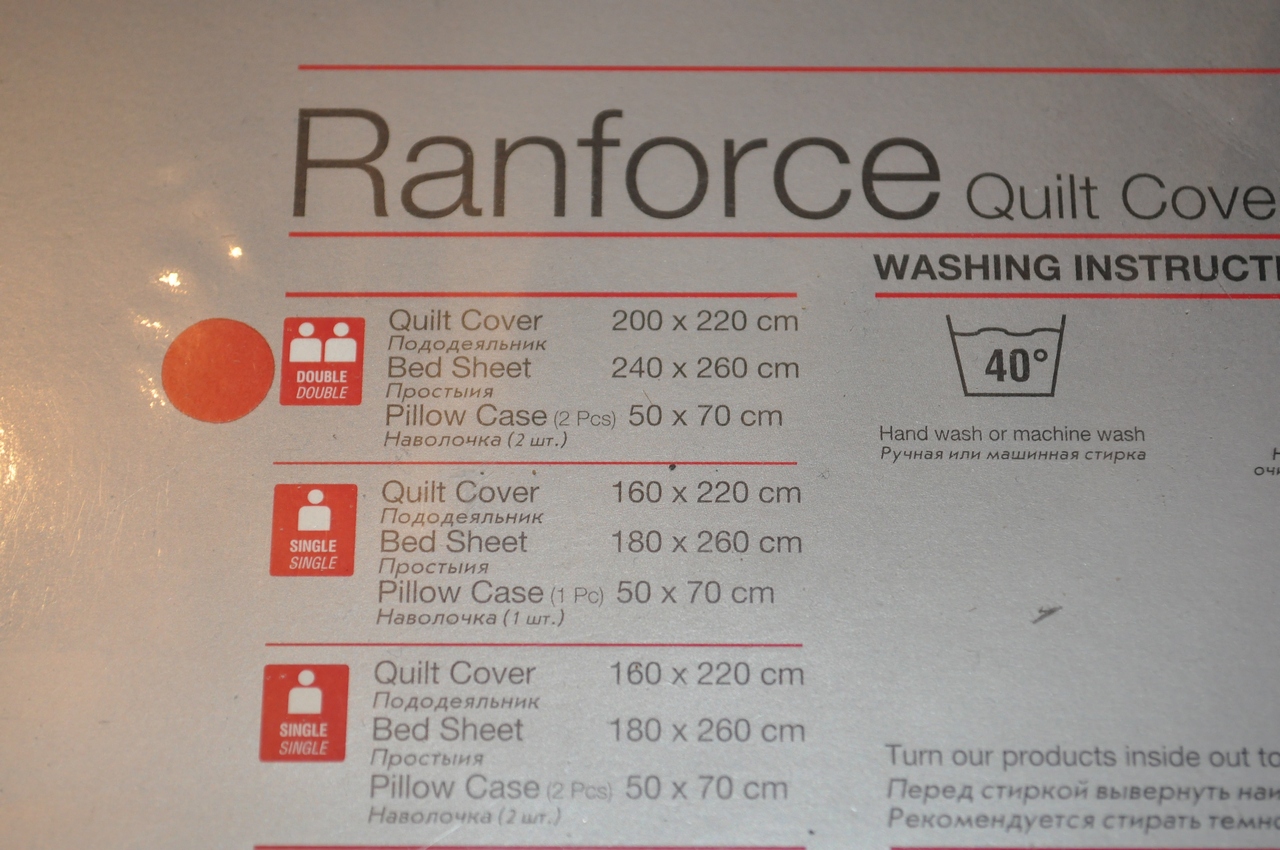 Ranforce Quilt Cove
WASHING INSTRUCTI
DOUBLE
DOUBLE
Quilt Cover 200 x 220 cm
Пододеяльник
Bed Sheet 240 x 260 cm
Простыия
Pillow Case (2 Pcs) 50 x 70 cm
Наволочка (2 шт.)
SINGLE
SINGLE
Quilt Cover 160 x 220 cm
Пододеяльник
Bed Sheet 180 x 260 cm
Простыия
Pillow Case (1 Pc) 50 x 70 cm
Наволочка (1 шт.)
SINGLE
SINGLE
Quilt Cover 160 x 220 cm
Пододеяльник
Bed Sheet 180 x 260 cm
Простыия
Pillow Case (2 Pcs) 50 x 70 cm
Наволочка (2 шт.)
40°
Hand wash or machine wash
Ручная или машинная стирка
Turn our products inside out to
Перед стиркой вывернуть наи
Рекомендуется стирать темно